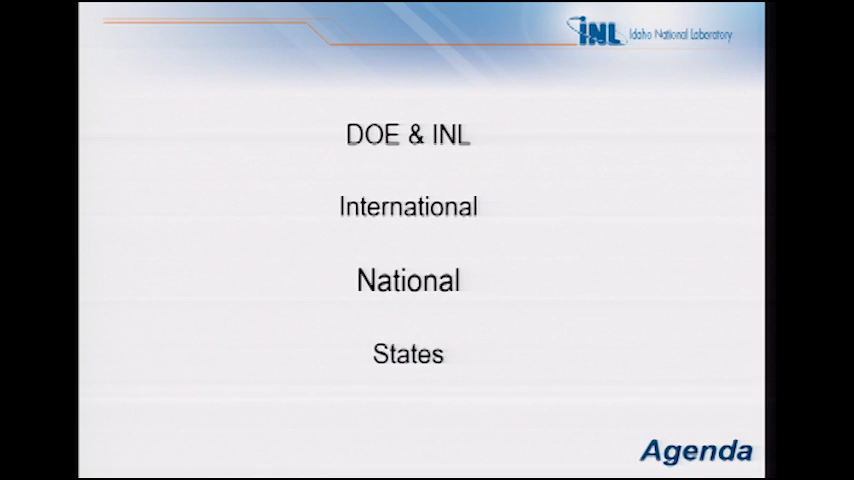 INL Idaho National Laboratory
DOE & INL
International
National
States
Agenda